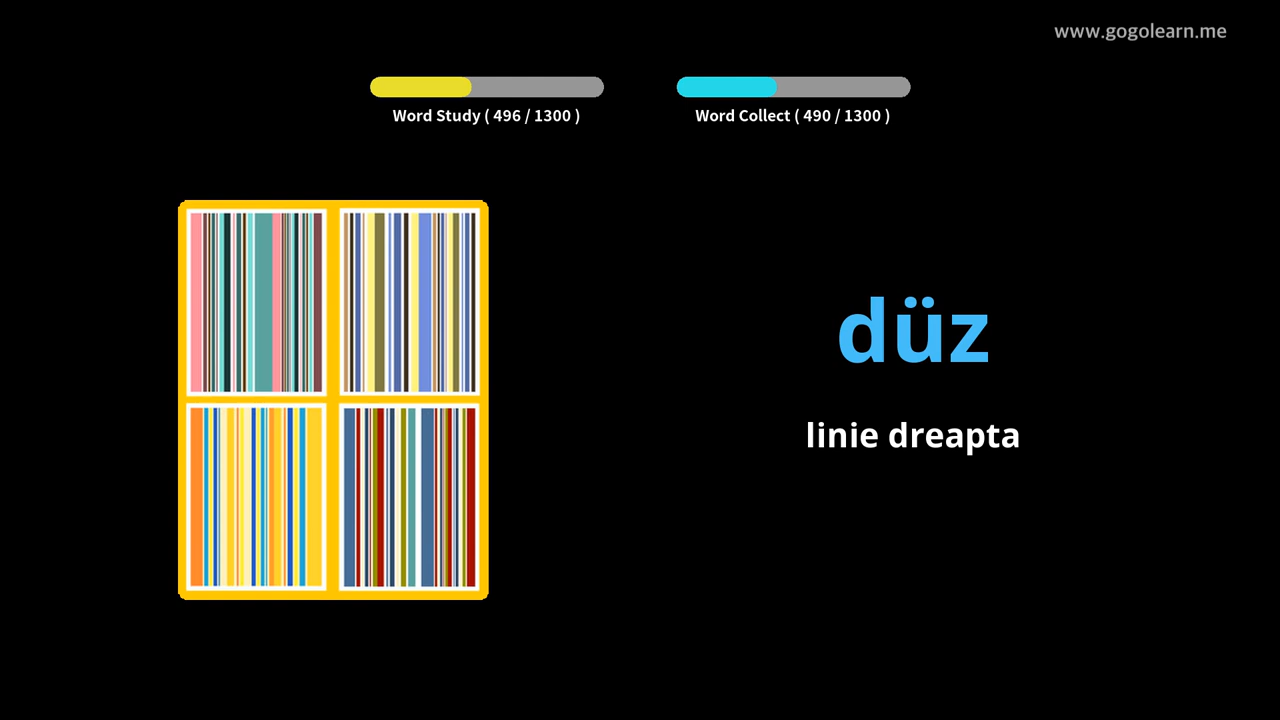 www.gogolearn.me
Word Study ( 496 / 1300 )
Word Collect ( 490 / 1300 )
düz
linie dreapta